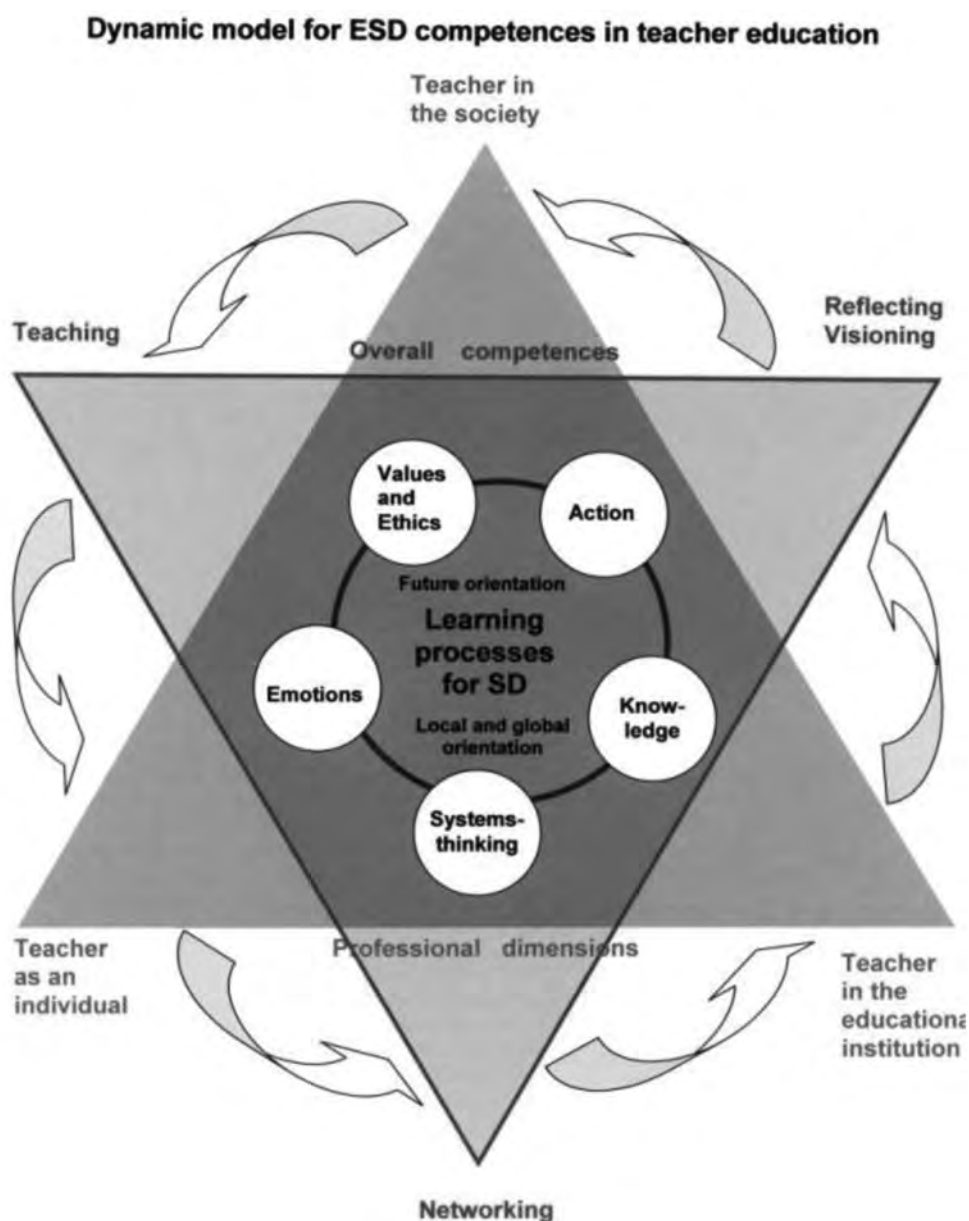 Dynamic model for ESD competences in teacher education
Teacher in
the society
Teaching
Reflecting
Visioning
Overall competences
Values
and
Ethics
Action
Future orientation
Learning
processes
for SD
Emotions
Know-
ledge
Local and global
orientation
Systems-
thinking
Teacher
as an
individual
Professional dimensions
Teacher
in the
educationa
institution
Networking